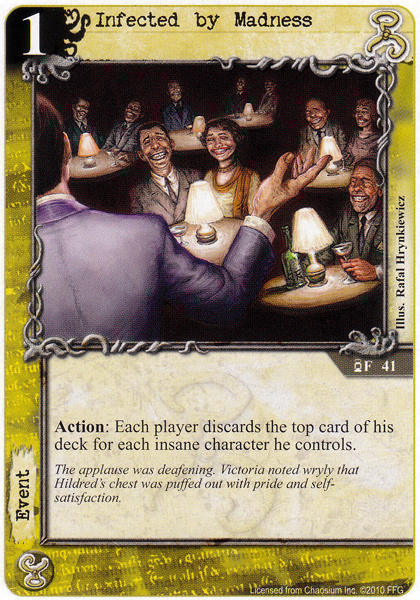 1
Infected by Madness
Illus. Rafal Hrynkiewicz
F 41
Action: Each player discards the top card of his
deck for each insane character he controls.
The applause was deafening. Victoria noted wryly that
Hildred's chest was puffed out with pride and self-
satisfaction.
Event
Licensed from Chaosium Inc. ©2010 FFG